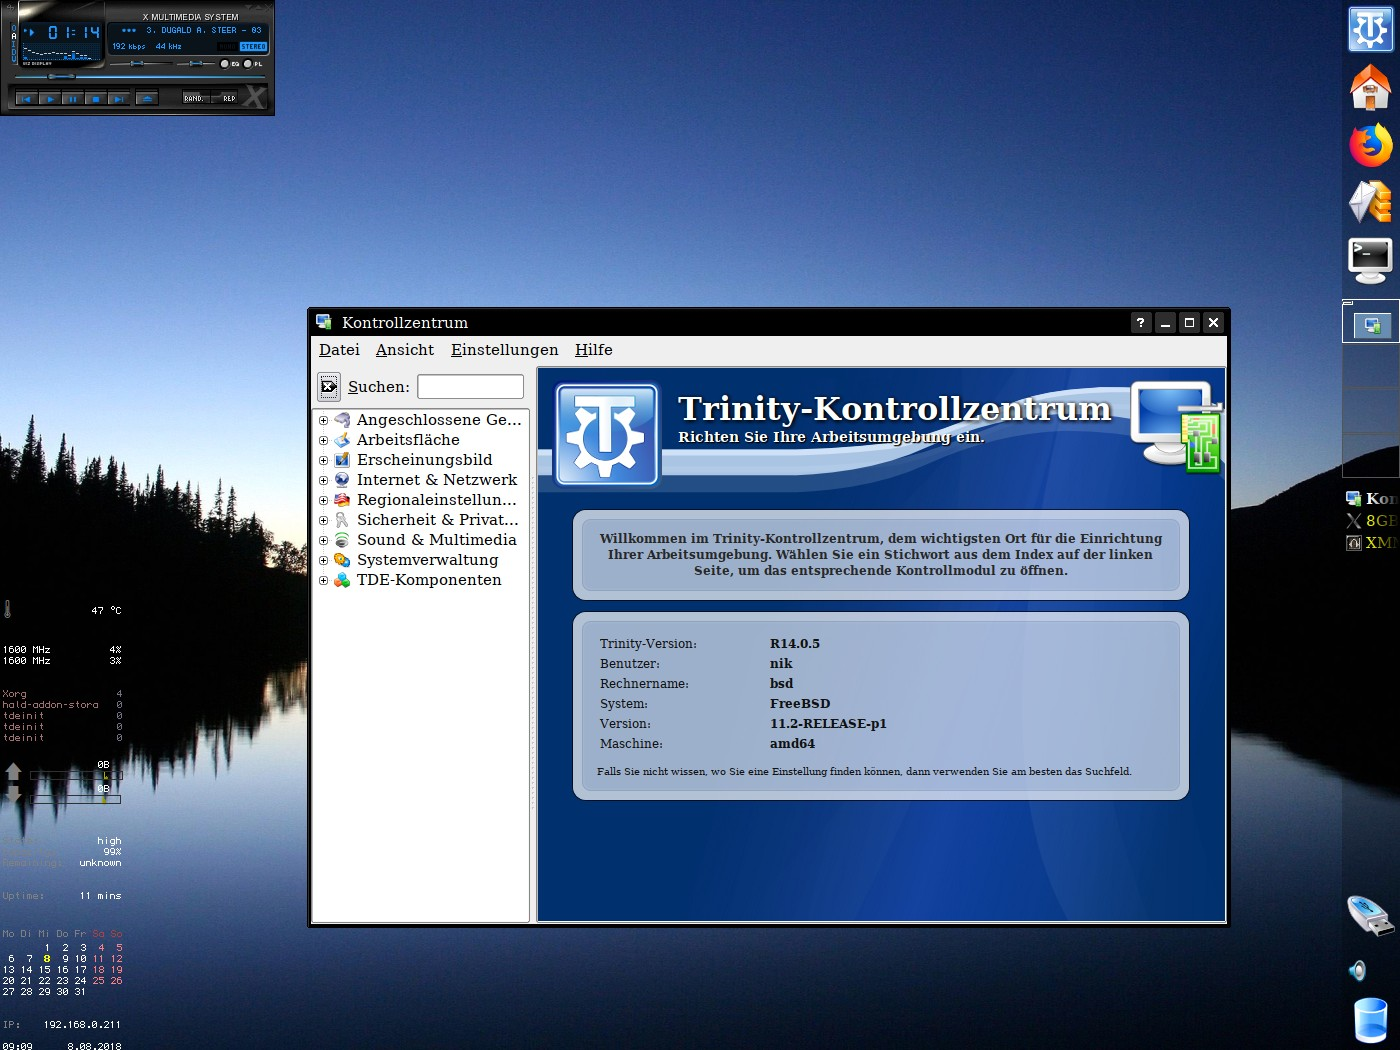 X MULTIMEDIA SYSTEM
01:14
*** 3. DUGALD A. STEER - 03
192 kbps 44 kHz
STEREO
EQ PL
RAND. REP
Kontrollzentrum
Datei Ansicht Einstellungen Hilfe
Suchen:
Angeschlossene Ge...
Arbeitsfläche
Erscheinungsbild
Internet & Netzwerk
Regionaleinstellun...
Sicherheit & Privat...
Sound & Multimedia
Systemverwaltung
TDE-Komponenten
Trinity-Kontrollzentrum
Richten Sie Ihre Arbeitsumgebung ein.
Willkommen im Trinity-Kontrollzentrum, dem wichtigsten Ort für die Einrichtung
Ihrer Arbeitsumgebung. Wählen Sie ein Stichwort aus dem Index auf der linken
Seite, um das entsprechende Kontrollmodul zu öffnen.
Trinity-Version: R14.0.5
Benutzer: nik
Rechnername: bsd
System: FreeBSD
Version: 11.2-RELEASE-p1
Maschine: amd64
Falls Sie nicht wissen, wo Sie eine Einstellung finden können, dann verwenden Sie am besten das Suchfeld.
Kon
8GB
XMM
47 °C
1600 MHz 4%
1600 MHz 3%
Xorg 4
hald-addon-stora 0
tdeinit 0
tdeinit 0
tdeinit 0
0B
0B
high
99%
unknown
Uptime: 11 mins
Mo Di Mi Do Fr Sa So
1 2 3 4 5
6 7 8 9 10 11 12
13 14 15 16 17 18 19
20 21 22 23 24 25 26
27 28 29 30 31
IP: 192.168.0.211
09:09 8.08.2018